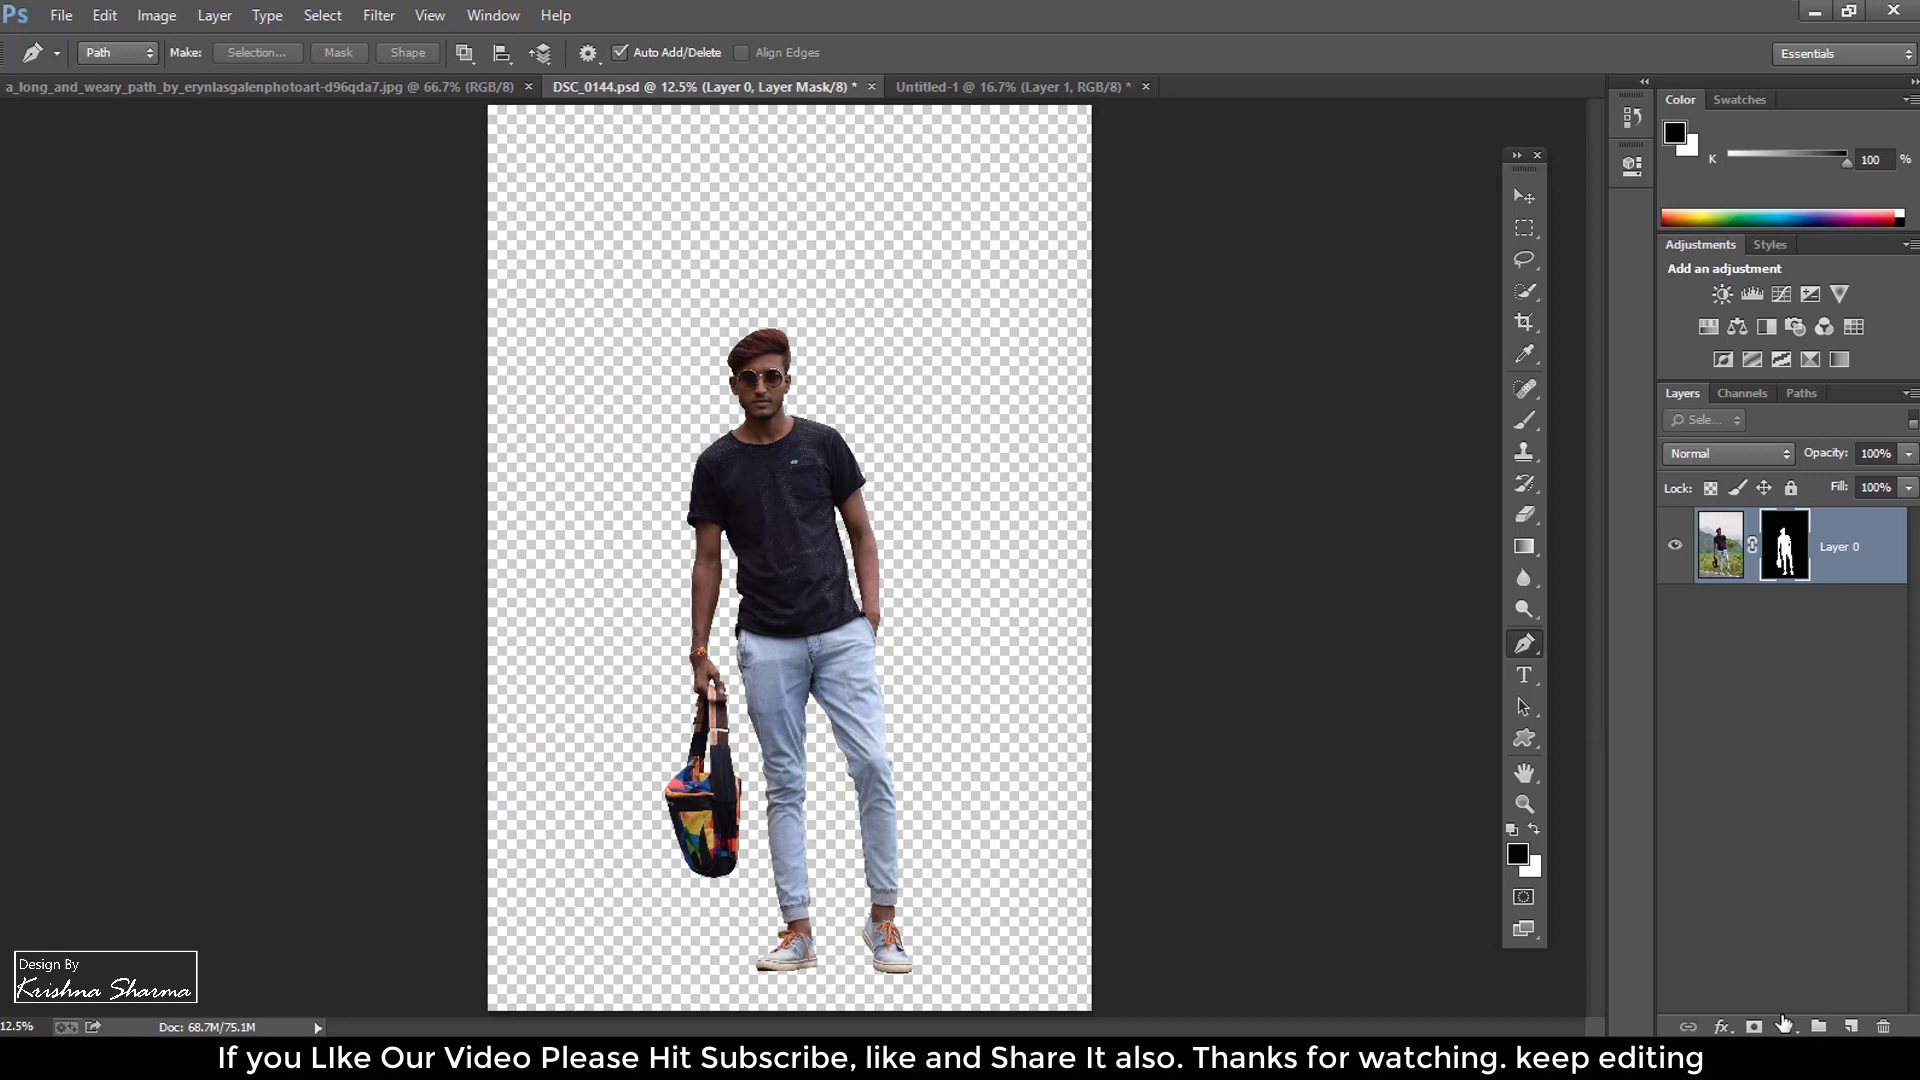 Ps File Edit Image Layer Type Select Filter View Window Help
Path Make: Selection... Mask Shape Auto Add/Delete Align Edges Essentials
a_long_and_weary_path_by_erynlasgalenphotoart-d96qda7.jpg @ 66.7% (RGB/8) × DSC_0144.psd @ 12.5% (Layer 0, Layer Mask/8) * × Untitled-1 @ 16.7% (Layer 1, RGB/8) * ×
Color Swatches
K 100 %
Adjustments Styles
Add an adjustment
Layers Channels Paths
Sele...
Normal Opacity: 100%
Lock: Fill: 100%
Layer 0
T
Design By
Krishna Sharma
fx
12.5% Doc: 68.7M/75.1M
If you LIke Our Video Please Hit Subscribe, like and Share It also. Thanks for watching. keep editing